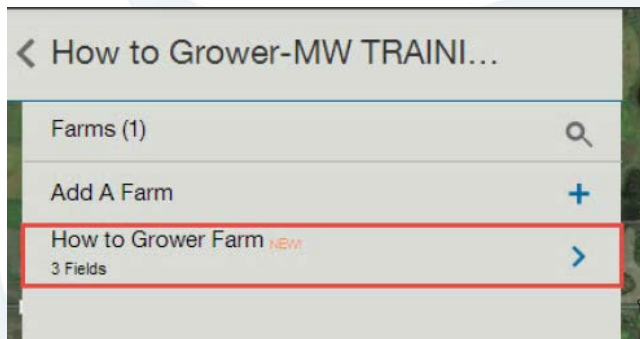 How to Grower-MW TRAINI...
Farms (1)
Add A Farm
How to Grower Farm NEW!
3 Fields